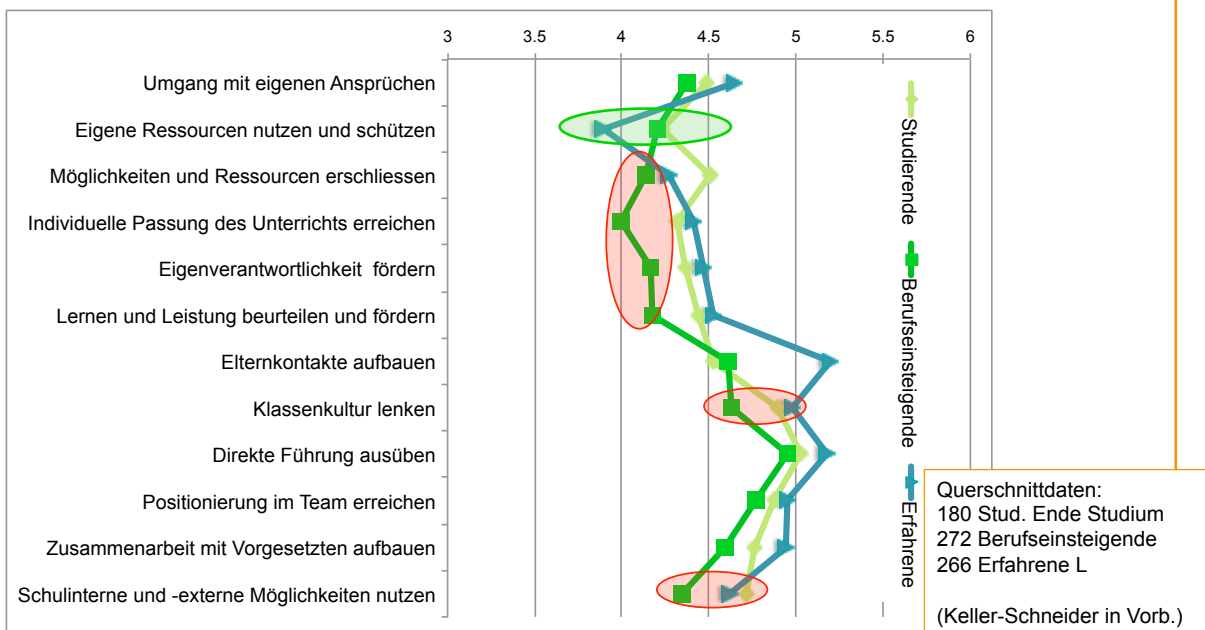 3 3.5 4 4.5 5 5.5 6
Umgang mit eigenen Ansprüchen
Eigene Ressourcen nutzen und schützen
Möglichkeiten und Ressourcen erschliessen
Individuelle Passung des Unterrichts erreichen
Eigenverantwortlichkeit fördern
Lernen und Leistung beurteilen und fördern
Elternkontakte aufbauen
Klassenkultur lenken
Direkte Führung ausüben
Positionierung im Team erreichen
Zusammenarbeit mit Vorgesetzten aufbauen
Schulinterne und -externe Möglichkeiten nutzen
Studierende
Berufseinsteigende
Erfahrene
Querschnittdaten:
180 Stud. Ende Studium
272 Berufseinsteigende
266 Erfahrene L
(Keller-Schneider in Vorb.)